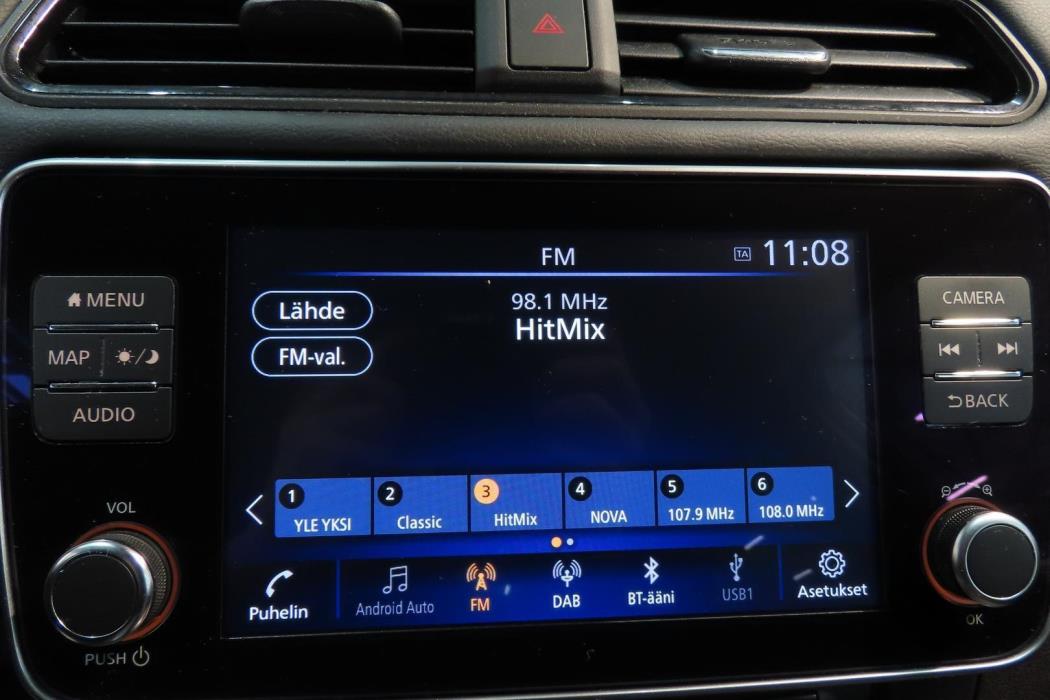 FM
TA 11:08
MENU
MAP
AUDIO
Lähde
FM-val.
98.1 MHz
HitMix
CAMERA
BACK
1 YLE YKSI
2 Classic
3 HitMix
4 NOVA
5 107.9 MHz
6 108.0 MHz
VOL
PUSH
Puhelin
Android Auto
FM
DAB
BT-ääni
USB1
Asetukset
OK